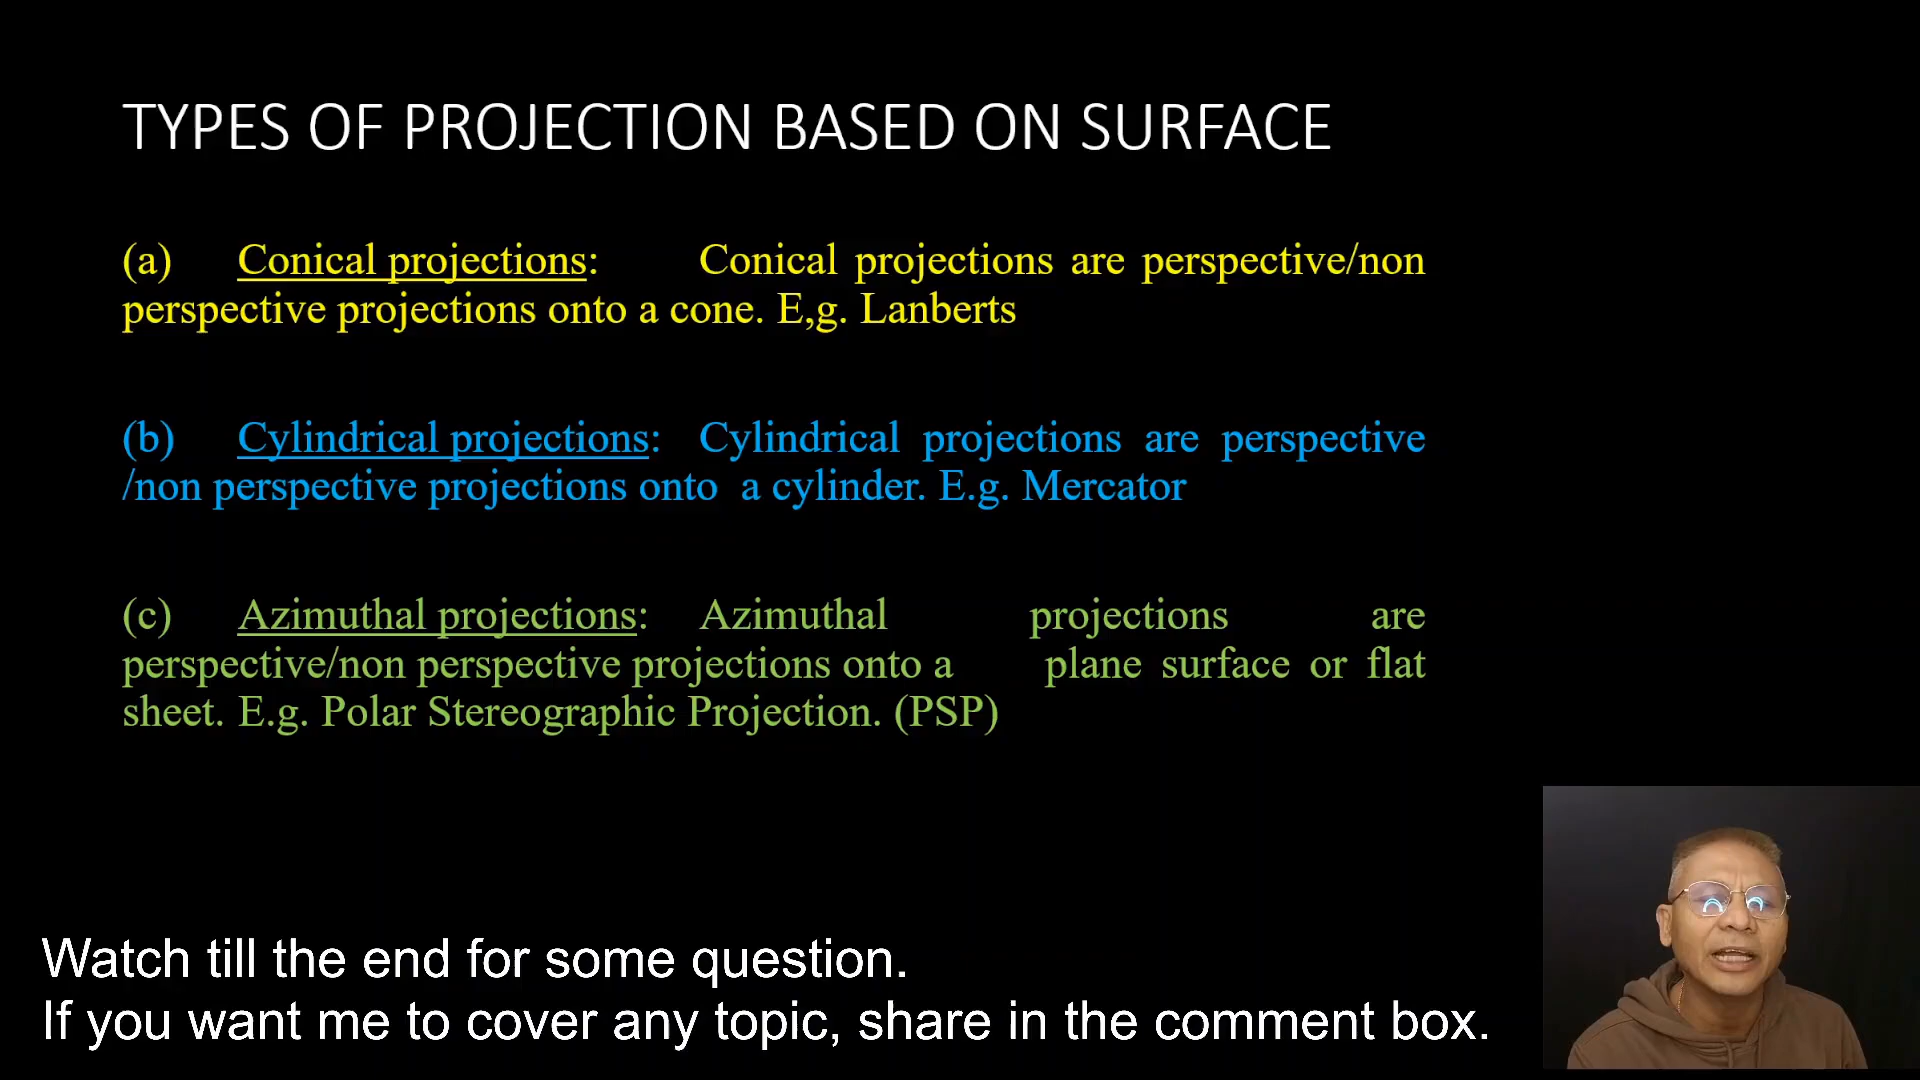 TYPES OF PROJECTION BASED ON SURFACE
(a) Conical projections: Conical projections are perspective/non
perspective projections onto a cone. E,g. Lanberts
(b) Cylindrical projections: Cylindrical projections are perspective
/non perspective projections onto a cylinder. E.g. Mercator
(c) Azimuthal projections: Azimuthal projections are
perspective/non perspective projections onto a plane surface or flat
sheet. E.g. Polar Stereographic Projection. (PSP)
Watch till the end for some question.
If you want me to cover any topic, share in the comment box.